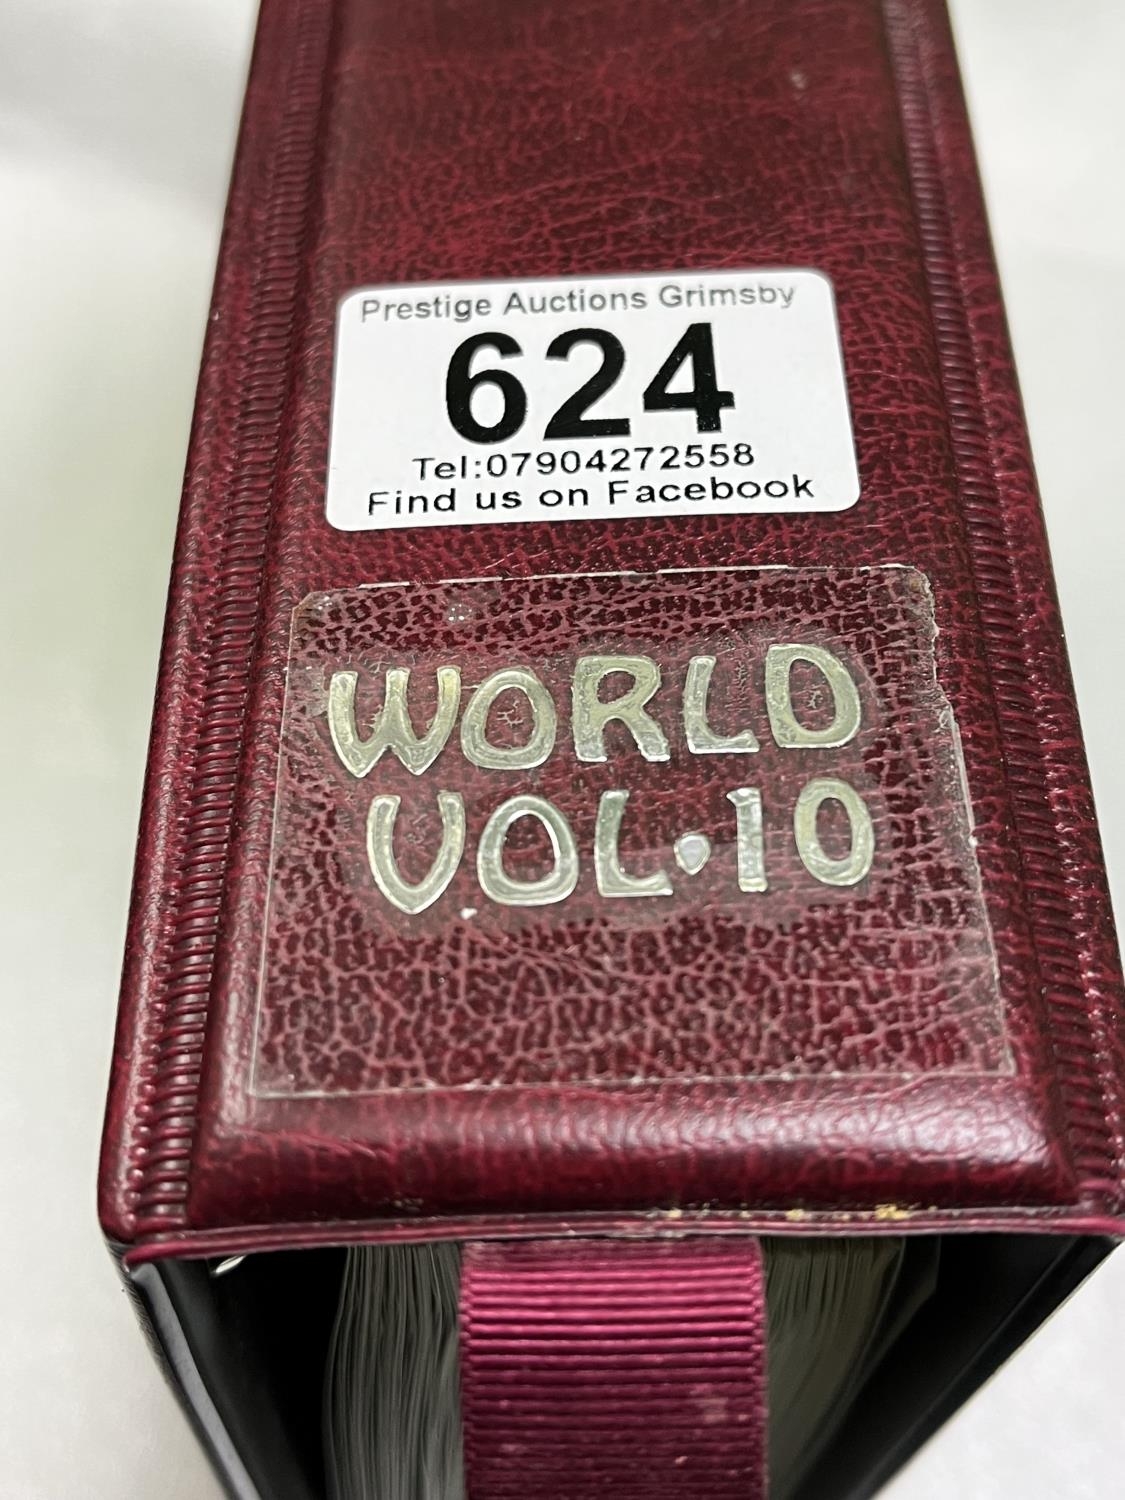 Prestige Auctions Grimsby
624
Tel:07904272558
Find us on Facebook
WORLD
VOL.10